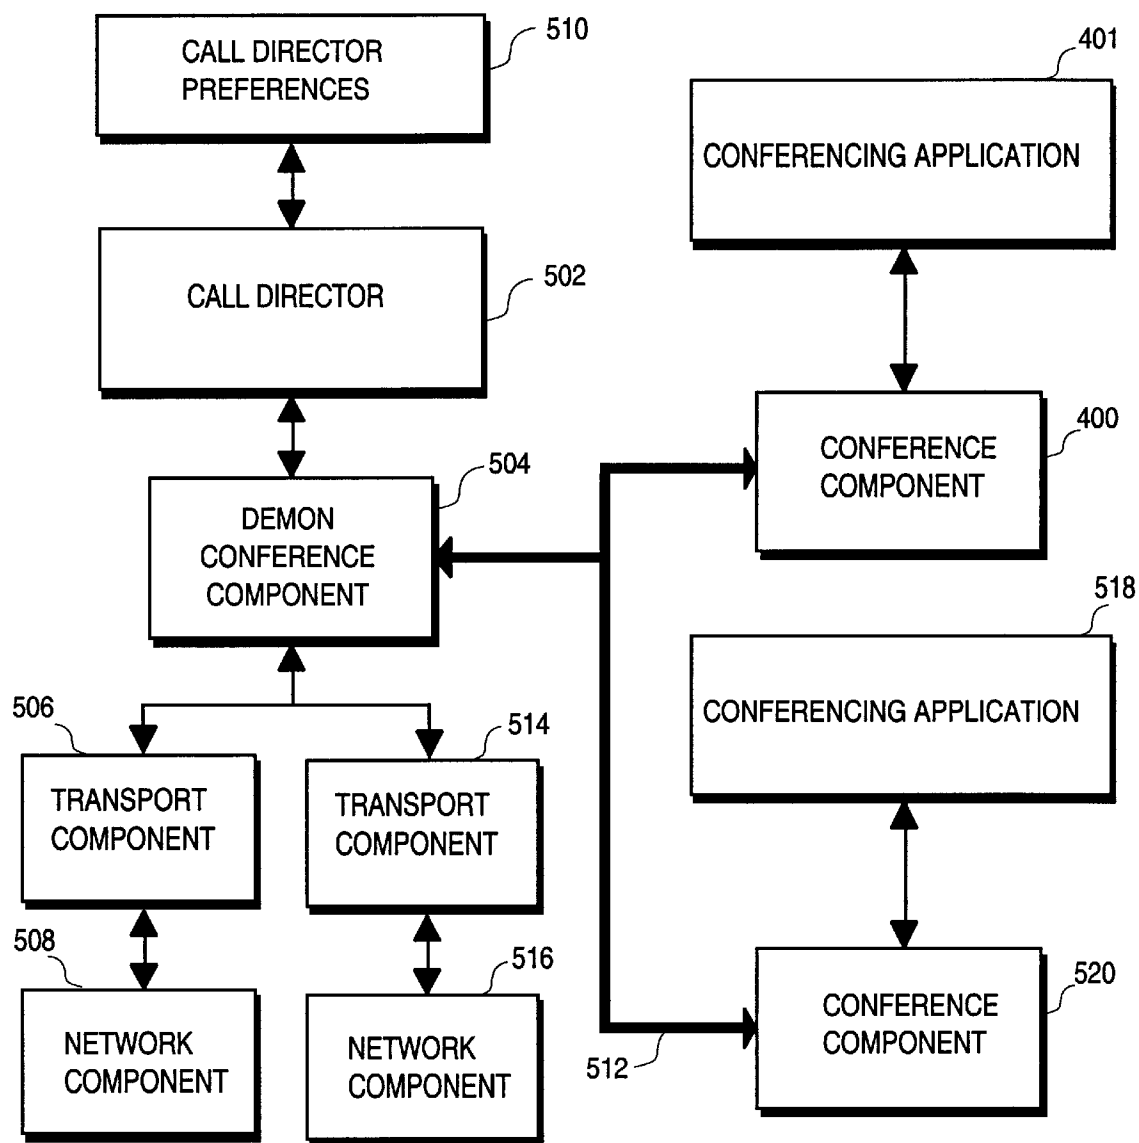 510
CALL DIRECTOR
PREFERENCES
401
CONFERENCING APPLICATION
502
CALL DIRECTOR
400
CONFERENCE
COMPONENT
504
DEMON
CONFERENCE
COMPONENT
518
CONFERENCING APPLICATION
506
TRANSPORT
COMPONENT
514
TRANSPORT
COMPONENT
508
NETWORK
COMPONENT
516
NETWORK
COMPONENT
520
CONFERENCE
COMPONENT
512